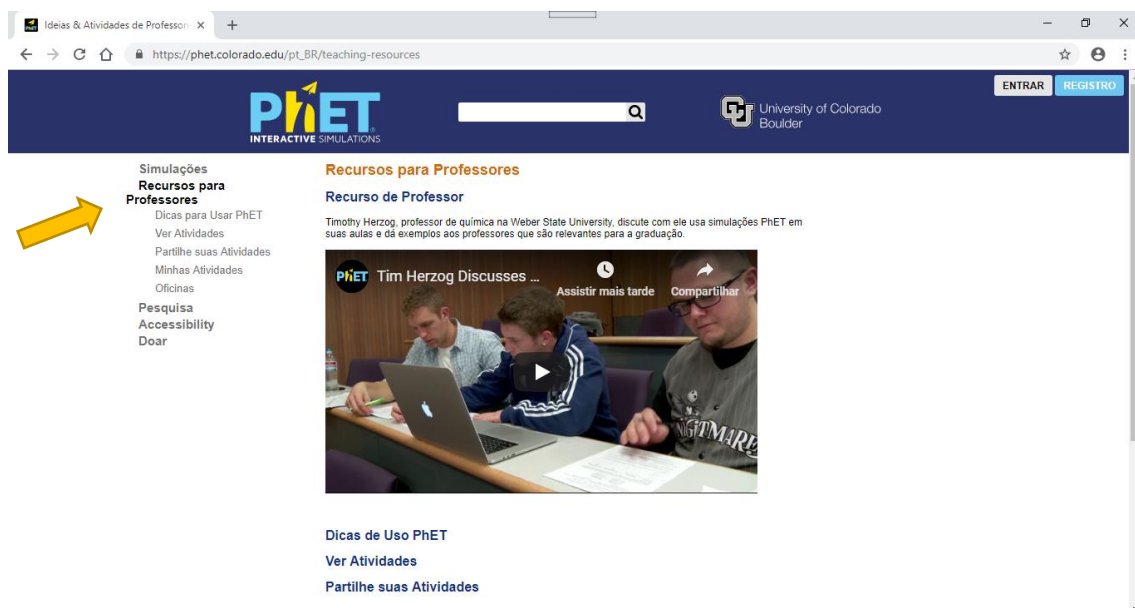 Ideias & Atividades de Professor
https://phet.colorado.edu/pt_BR/teaching-resources
ENTRAR REGISTRO
PhET
INTERACTIVE SIMULATIONS
University of Colorado
Boulder
Simulações
Recursos para
Professores
Dicas para Usar PhET
Ver Atividades
Partilhe suas Atividades
Minhas Atividades
Oficinas
Pesquisa
Accessibility
Doar
Recursos para Professores
Recurso de Professor
Timothy Herzog, professor de química na Weber State University, discute com ele usa simulações PhET em
suas aulas e dá exemplos aos professores que são relevantes para a graduação.
PhET Tim Herzog Discusses ...
Assistir mais tarde
Compartilhar
Dicas de Uso PhET
Ver Atividades
Partilhe suas Atividades